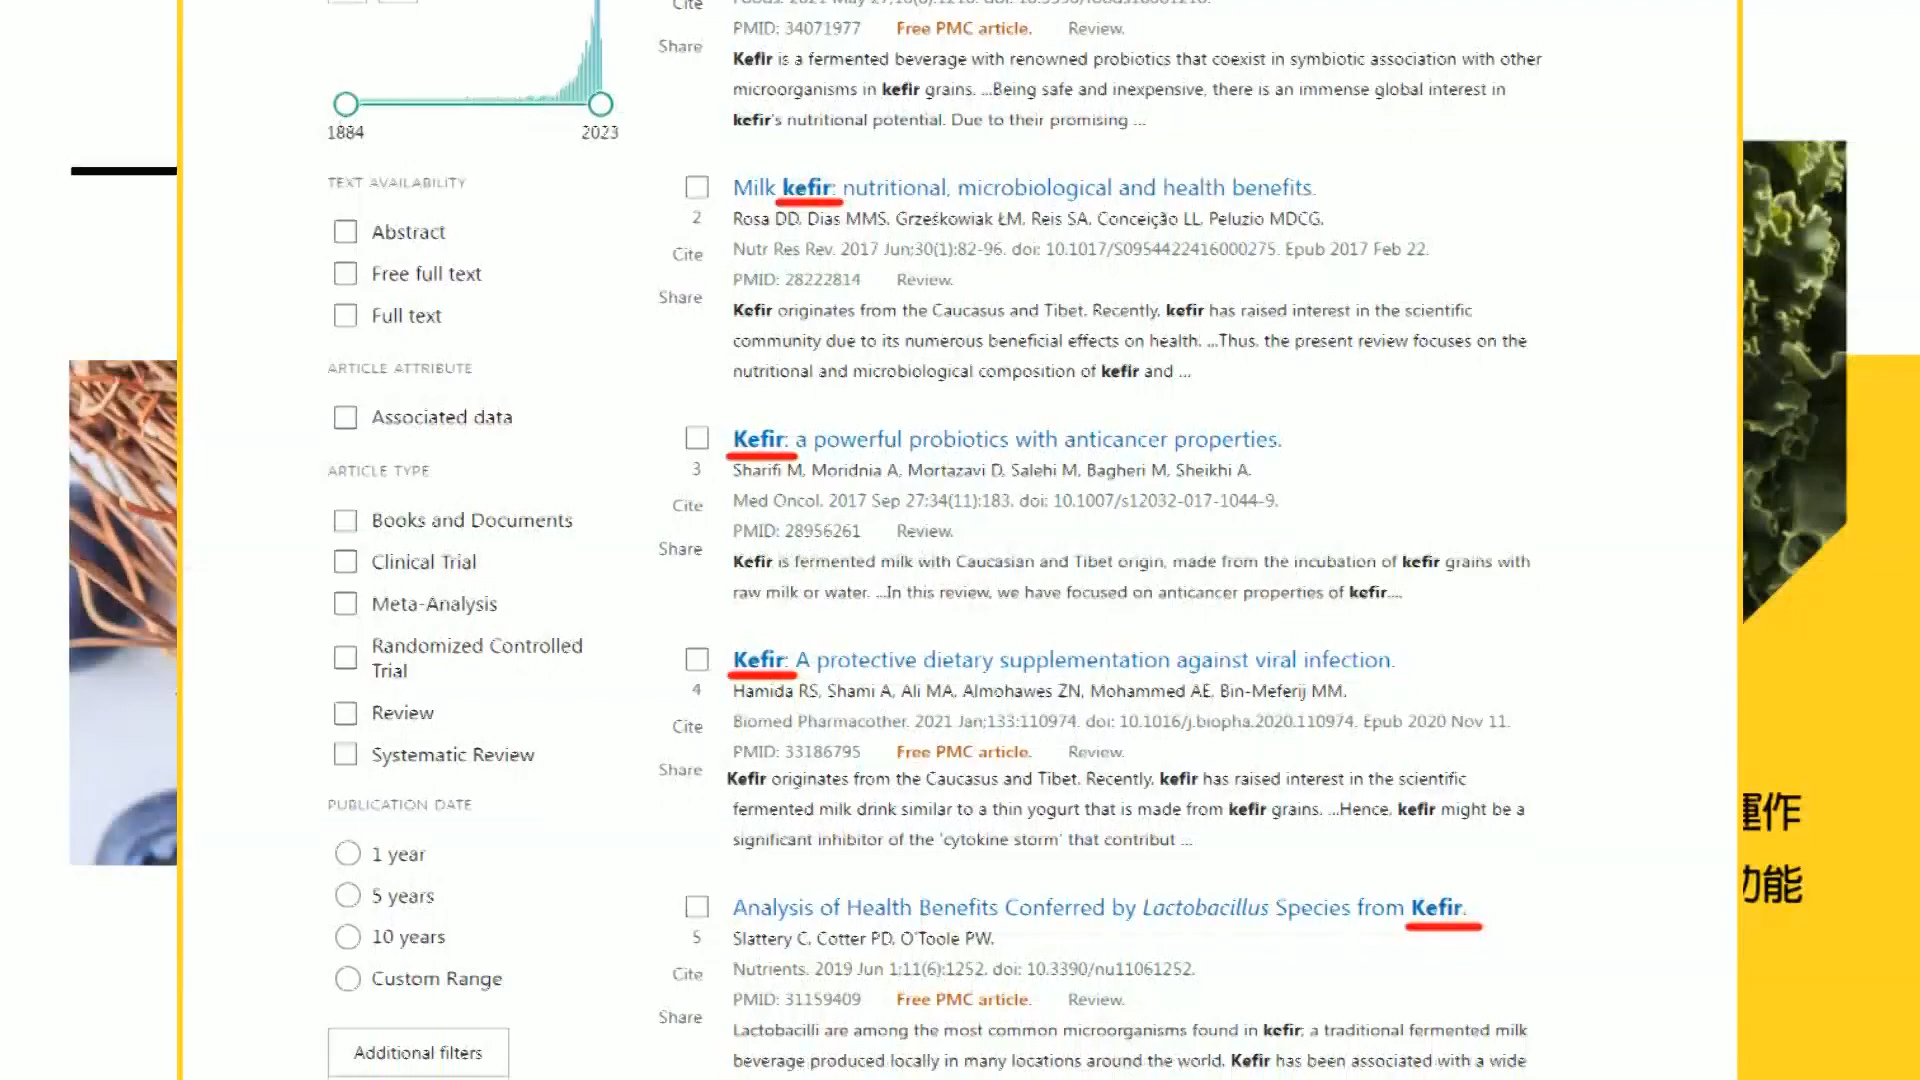 Cite
PMID: 34071977 Free PMC article. Review.
Share
Kefir is a fermented beverage with renowned probiotics that coexist in symbiotic association with other
microorganisms in kefir grains. ...Being safe and inexpensive, there is an immense global interest in
kefir's nutritional potential. Due to their promising ...
1884 2023
TEXT AVAILABILITY
Abstract
Free full text
Full text
ARTICLE ATTRIBUTE
Associated data
ARTICLE TYPE
Books and Documents
Clinical Trial
Meta-Analysis
Randomized Controlled
Trial
Review
Systematic Review
PUBLICATION DATE
1 year
5 years
10 years
Custom Range
Additional filters
Milk kefir: nutritional, microbiological and health benefits.
2
Rosa DD, Dias MMS, Grześkowiak ŁM, Reis SA, Conceição LL, Peluzio MDCG.
Cite
Nutr Res Rev. 2017 Jun;30(1):82-96. doi: 10.1017/S0954422416000275. Epub 2017 Feb 22.
PMID: 28222814 Review.
Share
Kefir originates from the Caucasus and Tibet. Recently, kefir has raised interest in the scientific
community due to its numerous beneficial effects on health. ...Thus, the present review focuses on the
nutritional and microbiological composition of kefir and ...
Kefir: a powerful probiotics with anticancer properties.
3
Sharifi M, Moridnia A, Mortazavi D, Salehi M, Bagheri M, Sheikhi A.
Cite
Med Oncol. 2017 Sep 27;34(11):183. doi: 10.1007/s12032-017-1044-9.
PMID: 28956261 Review.
Share
Kefir is fermented milk with Caucasian and Tibet origin, made from the incubation of kefir grains with
raw milk or water. ...In this review, we have focused on anticancer properties of kefir....
Kefir: A protective dietary supplementation against viral infection.
4
Hamida RS, Shami A, Ali MA, Almohawes ZN, Mohammed AE, Bin-Meferij MM.
Cite
Biomed Pharmacother. 2021 Jan;133:110974. doi: 10.1016/j.biopha.2020.110974. Epub 2020 Nov 11.
PMID: 33186795 Free PMC article. Review.
Share
Kefir originates from the Caucasus and Tibet. Recently, kefir has raised interest in the scientific
fermented milk drink similar to a thin yogurt that is made from kefir grains. ...Hence, kefir might be a
significant inhibitor of the 'cytokine storm' that contribut ...
Analysis of Health Benefits Conferred by Lactobacillus Species from Kefir.
5
Slattery C, Cotter PD, O'Toole PW.
Cite
Nutrients. 2019 Jun 1;11(6):1252. doi: 10.3390/nu11061252.
PMID: 31159409 Free PMC article. Review.
Share
Lactobacilli are among the most common microorganisms found in kefir; a traditional fermented milk
beverage produced locally in many locations around the world. Kefir has been associated with a wide
運作
功能